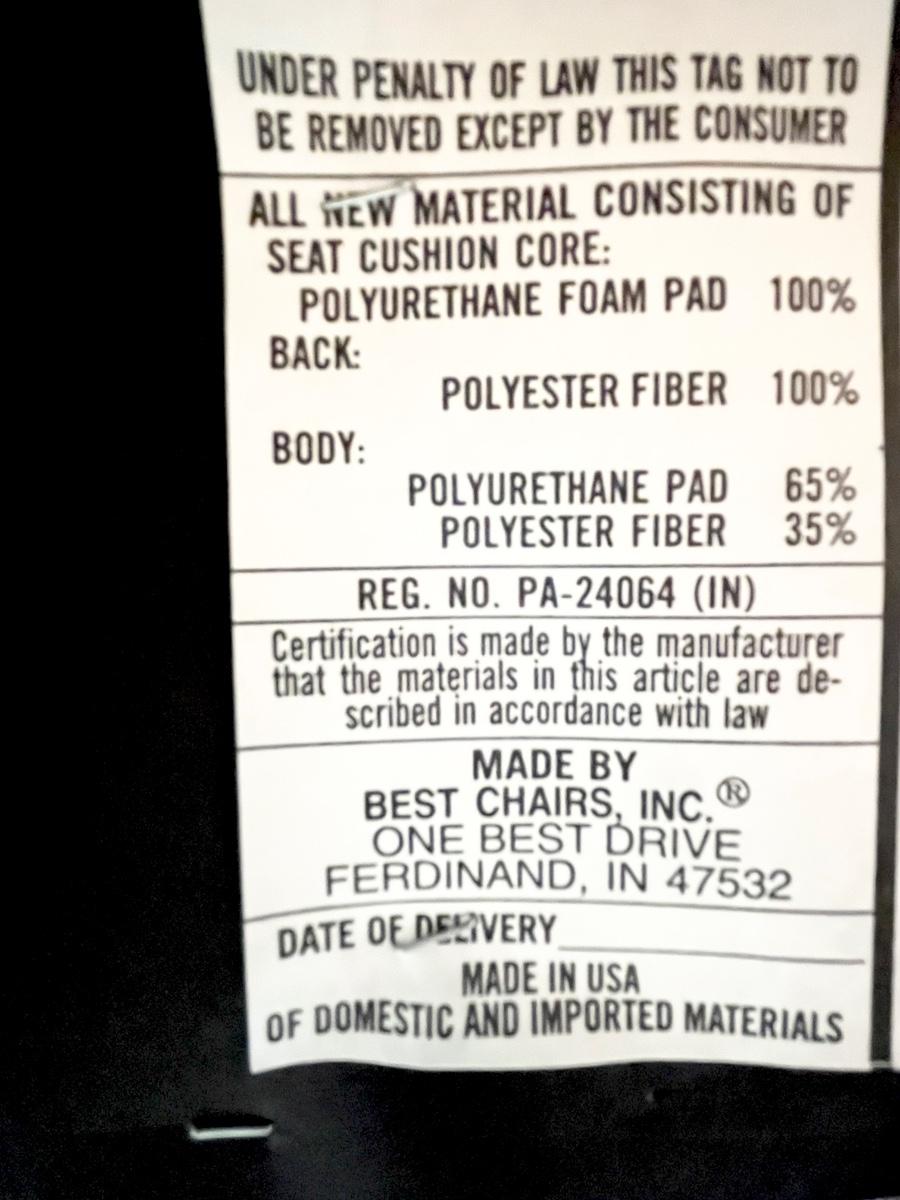 UNDER PENALTY OF LAW THIS TAG NOT TO
BE REMOVED EXCEPT BY THE CONSUMER
ALL NEW MATERIAL CONSISTING OF
SEAT CUSHION CORE:
POLYURETHANE FOAM PAD 100%
BACK:
POLYESTER FIBER 100%
BODY:
POLYURETHANE PAD 65%
POLYESTER FIBER 35%
REG. NO. PA-24064 (IN)
Certification is made by the manufacturer
that the materials in this article are de-
scribed in accordance with law
MADE BY
BEST CHAIRS, INC.®
ONE BEST DRIVE
FERDINAND, IN 47532
DATE OF DELIVERY
MADE IN USA
OF DOMESTIC AND IMPORTED MATERIALS